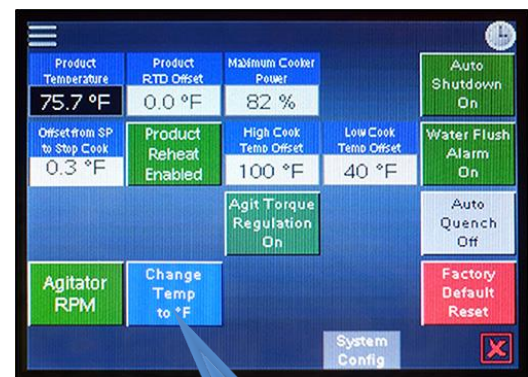 Product
Temperature
75.7 °F
Product
RTD Offset
0.0 °F
Maximum Cooker
Power
82 %
Auto
Shutdown
On
Offset from SP
to Stop Cook
0.3 °F
Product
Reheat
Enabled
High Cook
Temp Offset
100 °F
Low Cook
Temp Offset
40 °F
Water Flush
Alarm
On
Agit Torque
Regulation
On
Auto
Quench
Off
Agitator
RPM
Change
Temp
to °F
Factory
Default
Reset
System
Config
X